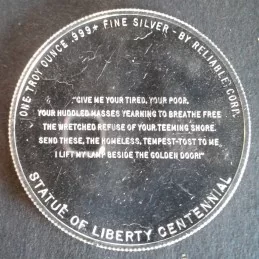 ONE TROY OUNCE .999+ FINE SILVER - BY RELIABLE CORP.
"GIVE ME YOUR TIRED, YOUR POOR,
YOUR HUDDLED MASSES YEARNING TO BREATHE FREE
THE WRETCHED REFUSE OF YOUR TEEMING SHORE.
SEND THESE, THE HOMELESS, TEMPEST-TOST TO ME,
I LIFT MY LAMP BESIDE THE GOLDEN DOOR!"
STATUE OF LIBERTY CENTENNIAL